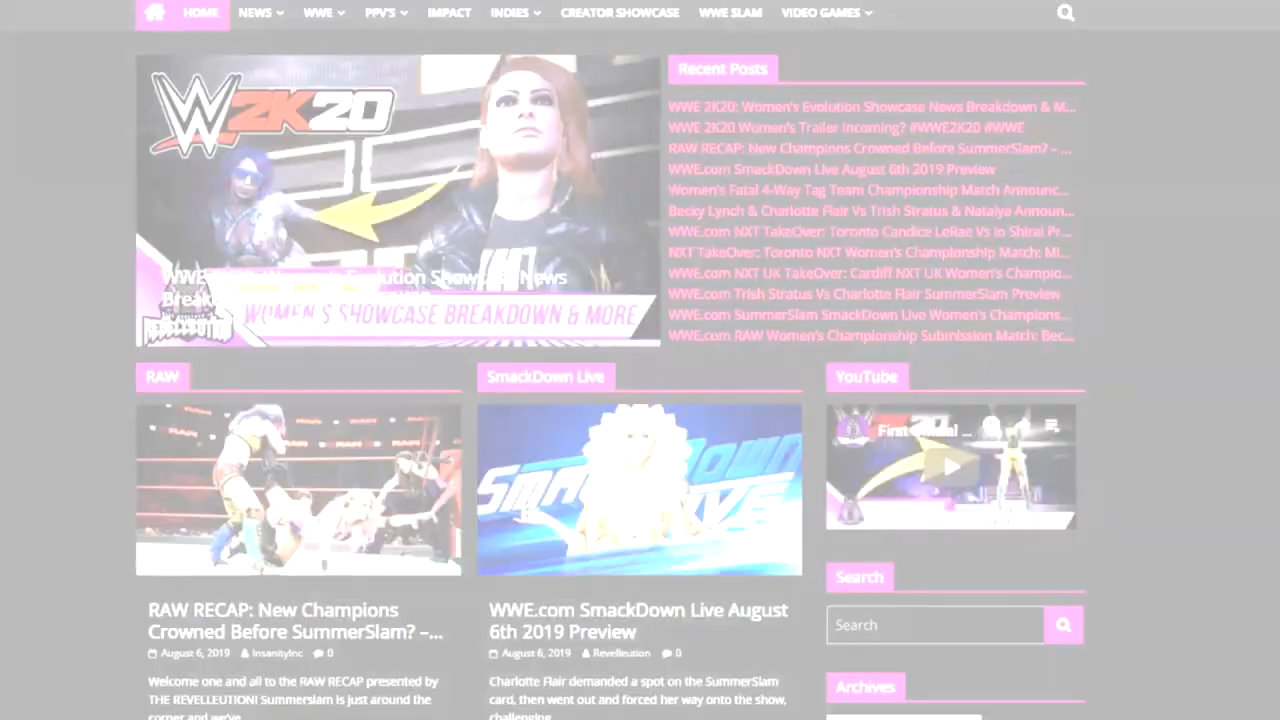 HOME NEWS WWE PPV'S IMPACT INDIES CREATOR SHOWCASE WWE SLAM VIDEO GAMES
W2K20
WOMEN'S SHOWCASE BREAKDOWN & MORE
Recent Posts
WWE 2K20: Women's Evolution Showcase News Breakdown & M...
WWE 2K20 Women's Trailer Incoming? #WWE2K20 #WWE
RAW RECAP: New Champions Crowned Before SummerSlam? – ...
WWE.com SmackDown Live August 6th 2019 Preview
Women's Fatal 4-Way Tag Team Championship Match Announc...
Becky Lynch & Charlotte Flair Vs Trish Stratus & Natalya Announ...
WWE.com NXT TakeOver: Toronto Candice LeRae Vs Io Shirai Pr...
NXT TakeOver: Toronto NXT Women's Championship Match: Mi...
WWE.com NXT UK TakeOver: Cardiff NXT UK Women's Champio...
WWE.com Trish Stratus Vs Charlotte Flair SummerSlam Preview
WWE.com SummerSlam SmackDown Live Women's Champions...
WWE.com RAW Women's Championship Submission Match: Bec...
RAW
SmackDown Live
SmackDown
LIVE
RAW RECAP: New Champions
Crowned Before SummerSlam? –...
August 6, 2019 InsanityInc 0
Welcome one and all to the RAW RECAP presented by
THE REVELLEUTION! Summerslam is just around the
corner and we've
WWE.com SmackDown Live August
6th 2019 Preview
August 6, 2019 Revelleution 0
Charlotte Flair demanded a spot on the SummerSlam
card, then went out and forced her way onto the show,
challenging
YouTube
Search
Search
Archives